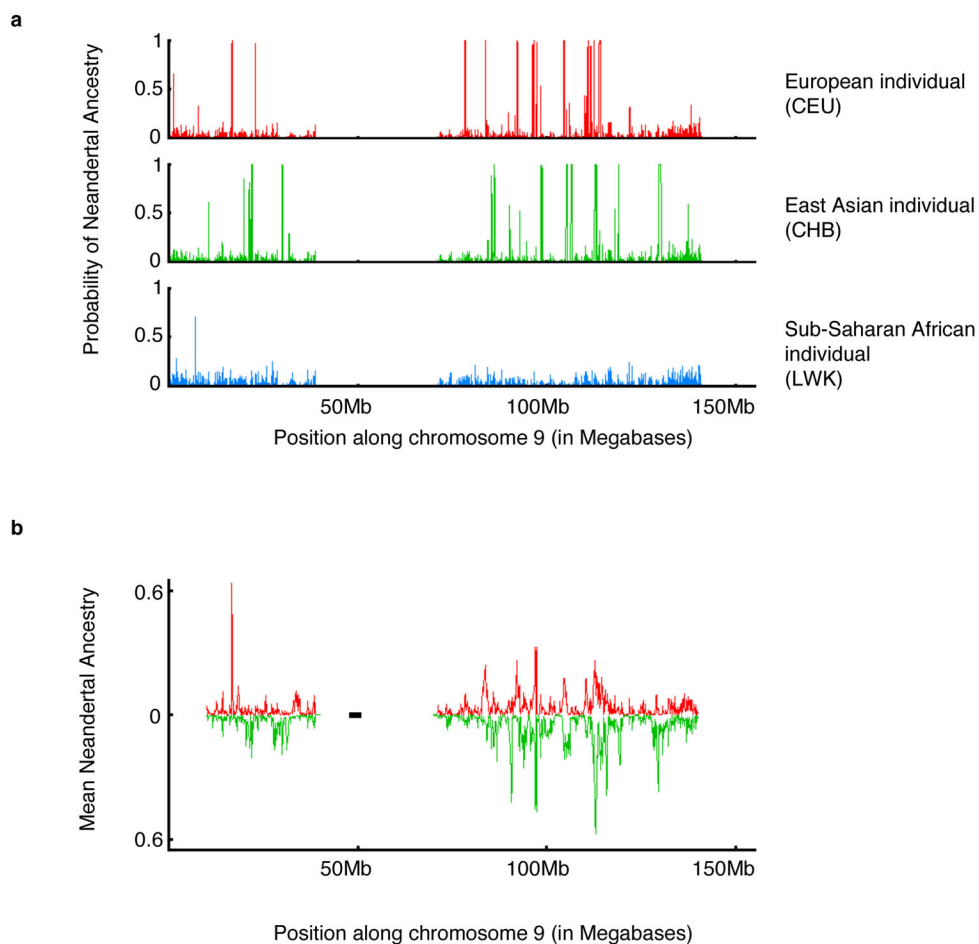 a
Probability of Neandertal Ancestry
1
0.5
0
European individual
(CEU)
1
0.5
0
East Asian individual
(CHB)
1
0.5
0
Sub-Saharan African
individual
(LWK)
50Mb 100Mb 150Mb
Position along chromosome 9 (in Megabases)
b
Mean Neandertal Ancestry
0.6
0
0.6
50Mb 100Mb 150Mb
Position along chromosome 9 (in Megabases)